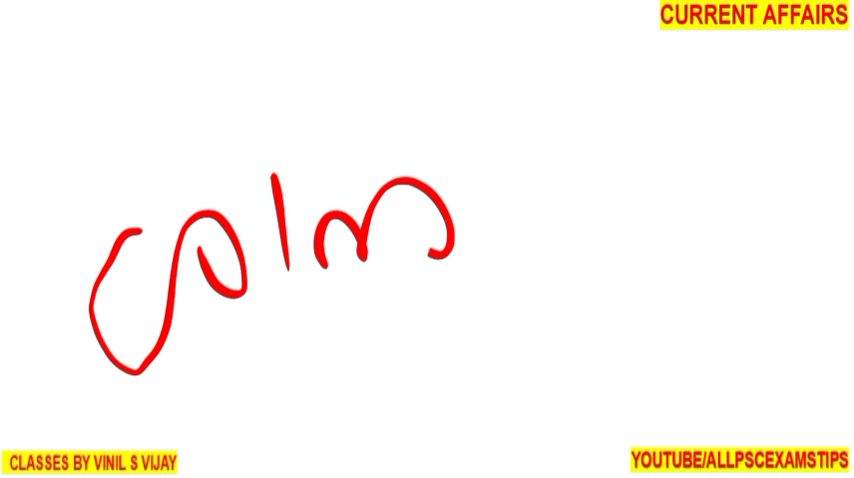 CURRENT AFFAIRS
CLASSES BY VINIL S VIJAY
YOUTUBE/ALLPSCEXAMSTIPS